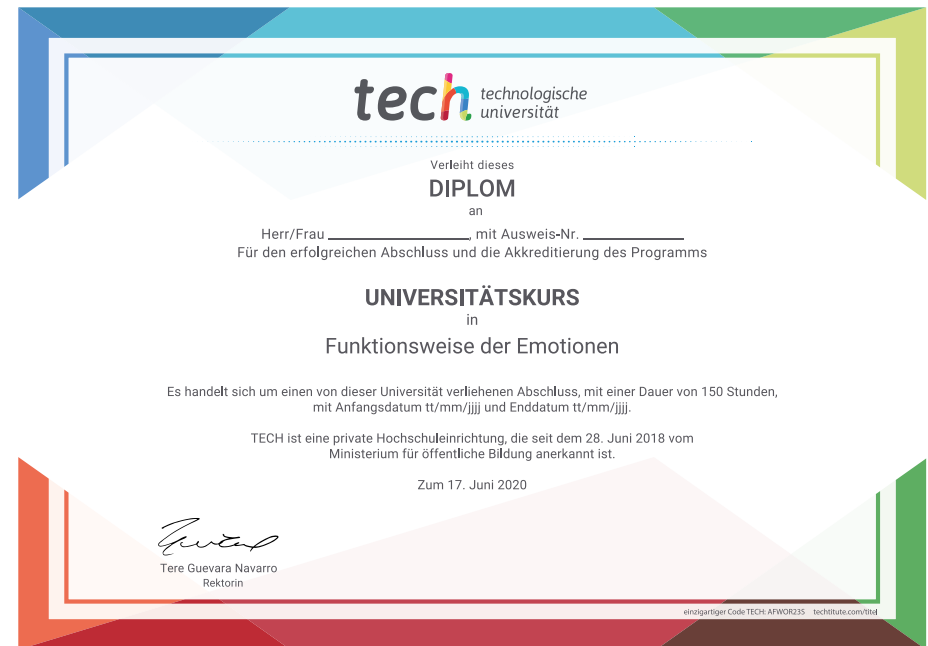 tech technologische
universität
Verleiht dieses
DIPLOM
an
Herr/Frau ____________________, mit Ausweis-Nr. ______________
Für den erfolgreichen Abschluss und die Akkreditierung des Programms
UNIVERSITÄTSKURS
in
Funktionsweise der Emotionen
Es handelt sich um einen von dieser Universität verliehenen Abschluss, mit einer Dauer von 150 Stunden,
mit Anfangsdatum tt/mm/jjjj und Enddatum tt/mm/jjjj.
TECH ist eine private Hochschuleinrichtung, die seit dem 28. Juni 2018 vom
Ministerium für öffentliche Bildung anerkannt ist.
Zum 17. Juni 2020
Tere Guevara Navarro
Rektorin
einzigartiger Code TECH: AFWOR23S techtitute.com/titel